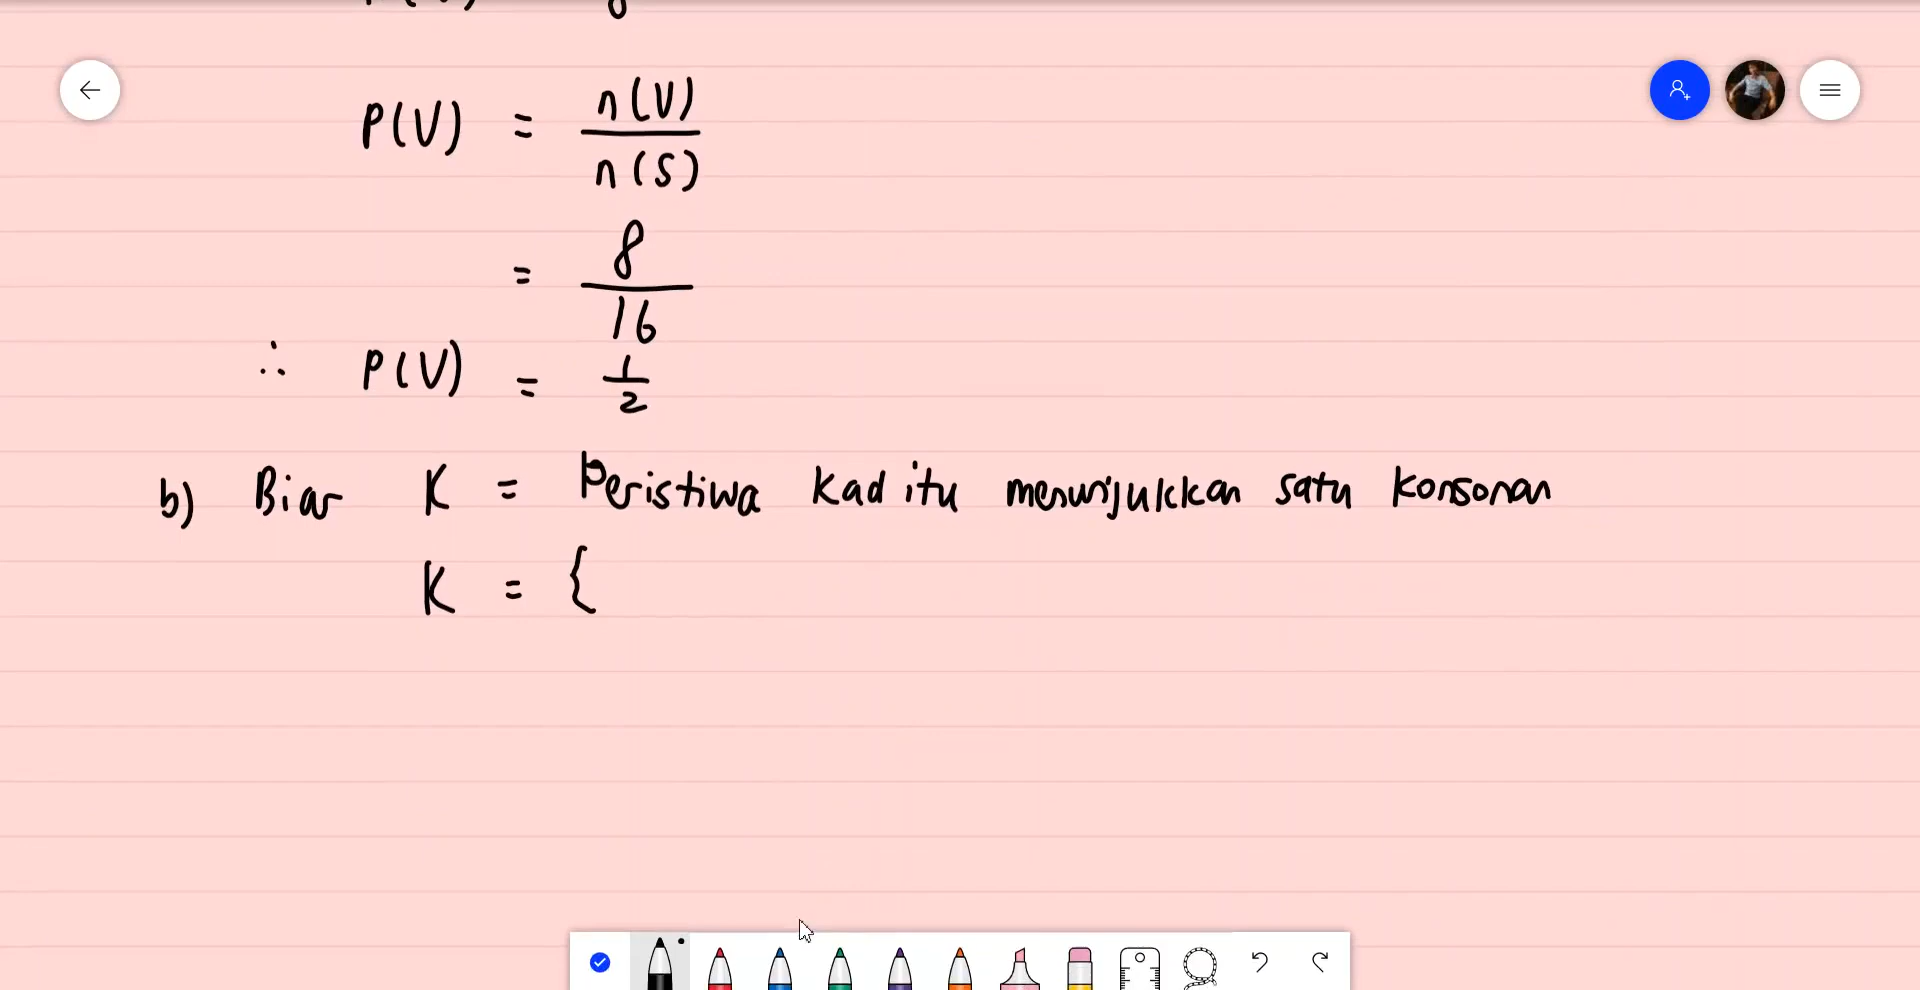 P(V) = n(V)/n(S)
= 8/16
∴ P(V) = 1/2
b) Biar K = Peristiwa kad itu menunjukkan satu konsonan
K = {